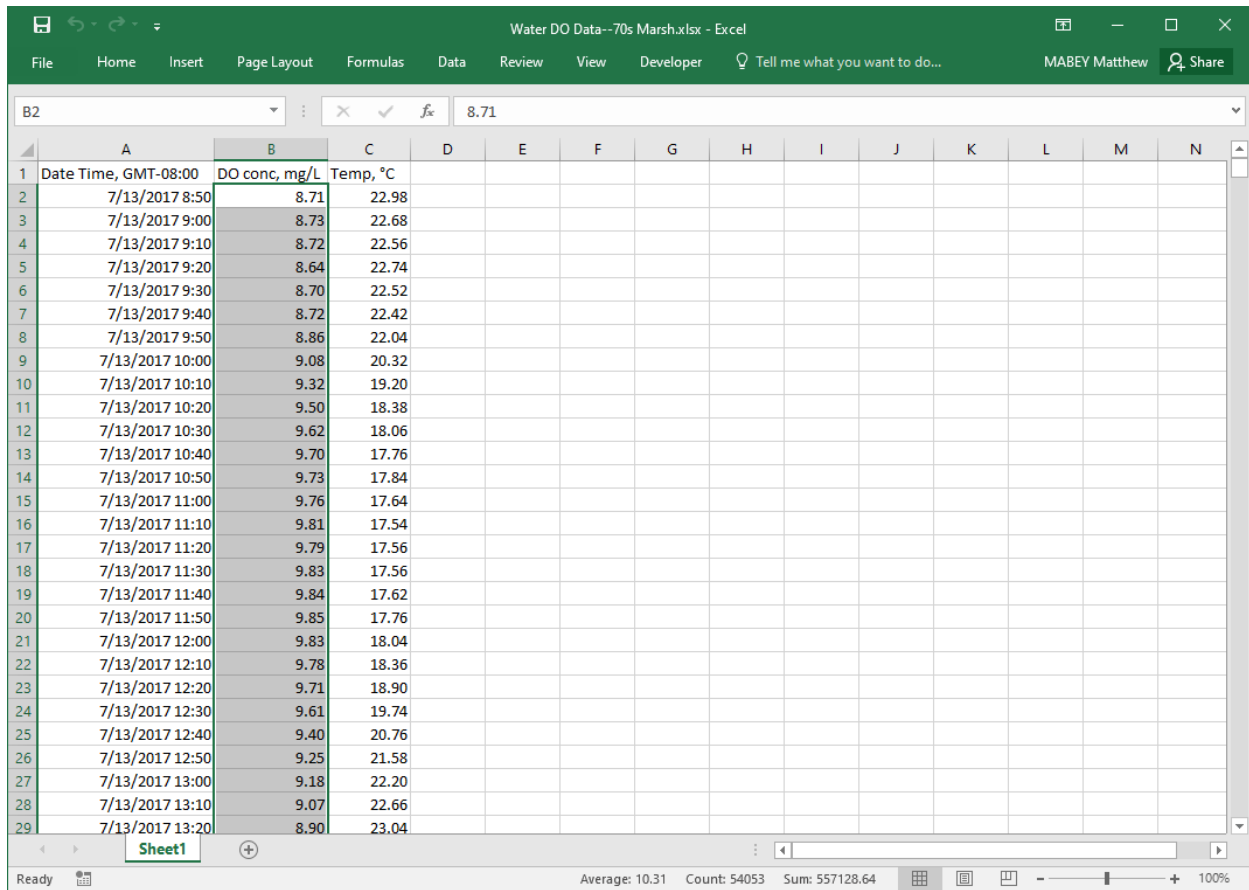 Water DO Data--70s Marsh.xlsx - Excel
File Home Insert Page Layout Formulas Data Review View Developer Tell me what you want to do... MABEY Matthew Share
B2 fx 8.71
A B C D E F G H I J K L M N
1 Date Time, GMT-08:00 DO conc, mg/L Temp, °C
2 7/13/2017 8:50 8.71 22.98
3 7/13/2017 9:00 8.73 22.68
4 7/13/2017 9:10 8.72 22.56
5 7/13/2017 9:20 8.64 22.74
6 7/13/2017 9:30 8.70 22.52
7 7/13/2017 9:40 8.72 22.42
8 7/13/2017 9:50 8.86 22.04
9 7/13/2017 10:00 9.08 20.32
10 7/13/2017 10:10 9.32 19.20
11 7/13/2017 10:20 9.50 18.38
12 7/13/2017 10:30 9.62 18.06
13 7/13/2017 10:40 9.70 17.76
14 7/13/2017 10:50 9.73 17.84
15 7/13/2017 11:00 9.76 17.64
16 7/13/2017 11:10 9.81 17.54
17 7/13/2017 11:20 9.79 17.56
18 7/13/2017 11:30 9.83 17.56
19 7/13/2017 11:40 9.84 17.62
20 7/13/2017 11:50 9.85 17.76
21 7/13/2017 12:00 9.83 18.04
22 7/13/2017 12:10 9.78 18.36
23 7/13/2017 12:20 9.71 18.90
24 7/13/2017 12:30 9.61 19.74
25 7/13/2017 12:40 9.40 20.76
26 7/13/2017 12:50 9.25 21.58
27 7/13/2017 13:00 9.18 22.20
28 7/13/2017 13:10 9.07 22.66
29 7/13/2017 13:20 8.90 23.04
Sheet1
Ready Average: 10.31 Count: 54053 Sum: 557128.64 100%